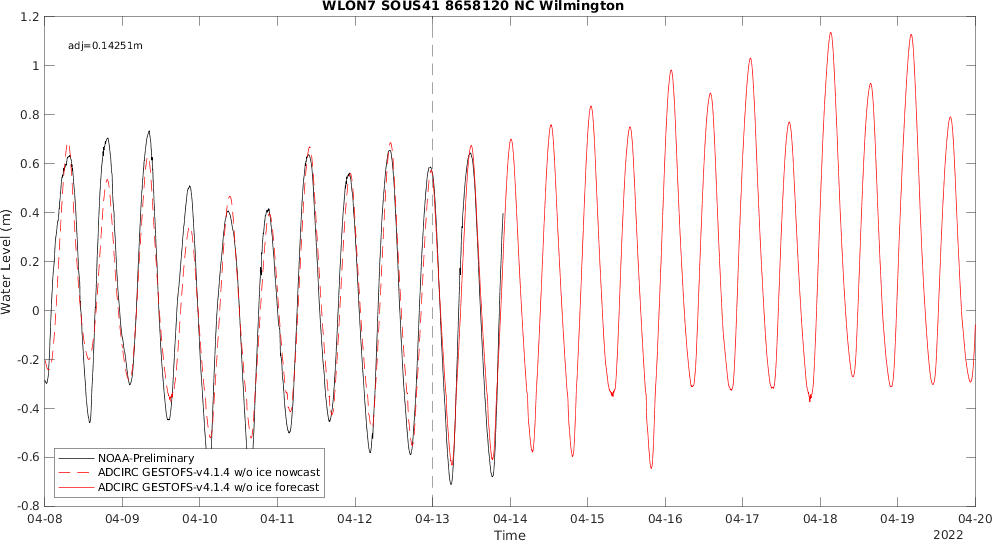 WLON7 SOUS41 8658120 NC Wilmington
adj=0.14251m
1.2
1
0.8
0.6
0.4
0.2
0
-0.2
-0.4
-0.6
-0.8
Water Level (m)
NOAA-Preliminary
ADCIRC GESTOFS-v4.1.4 w/o ice nowcast
ADCIRC GESTOFS-v4.1.4 w/o ice forecast
04-08 04-09 04-10 04-11 04-12 04-13 04-14 04-15 04-16 04-17 04-18 04-19 04-20
Time
2022